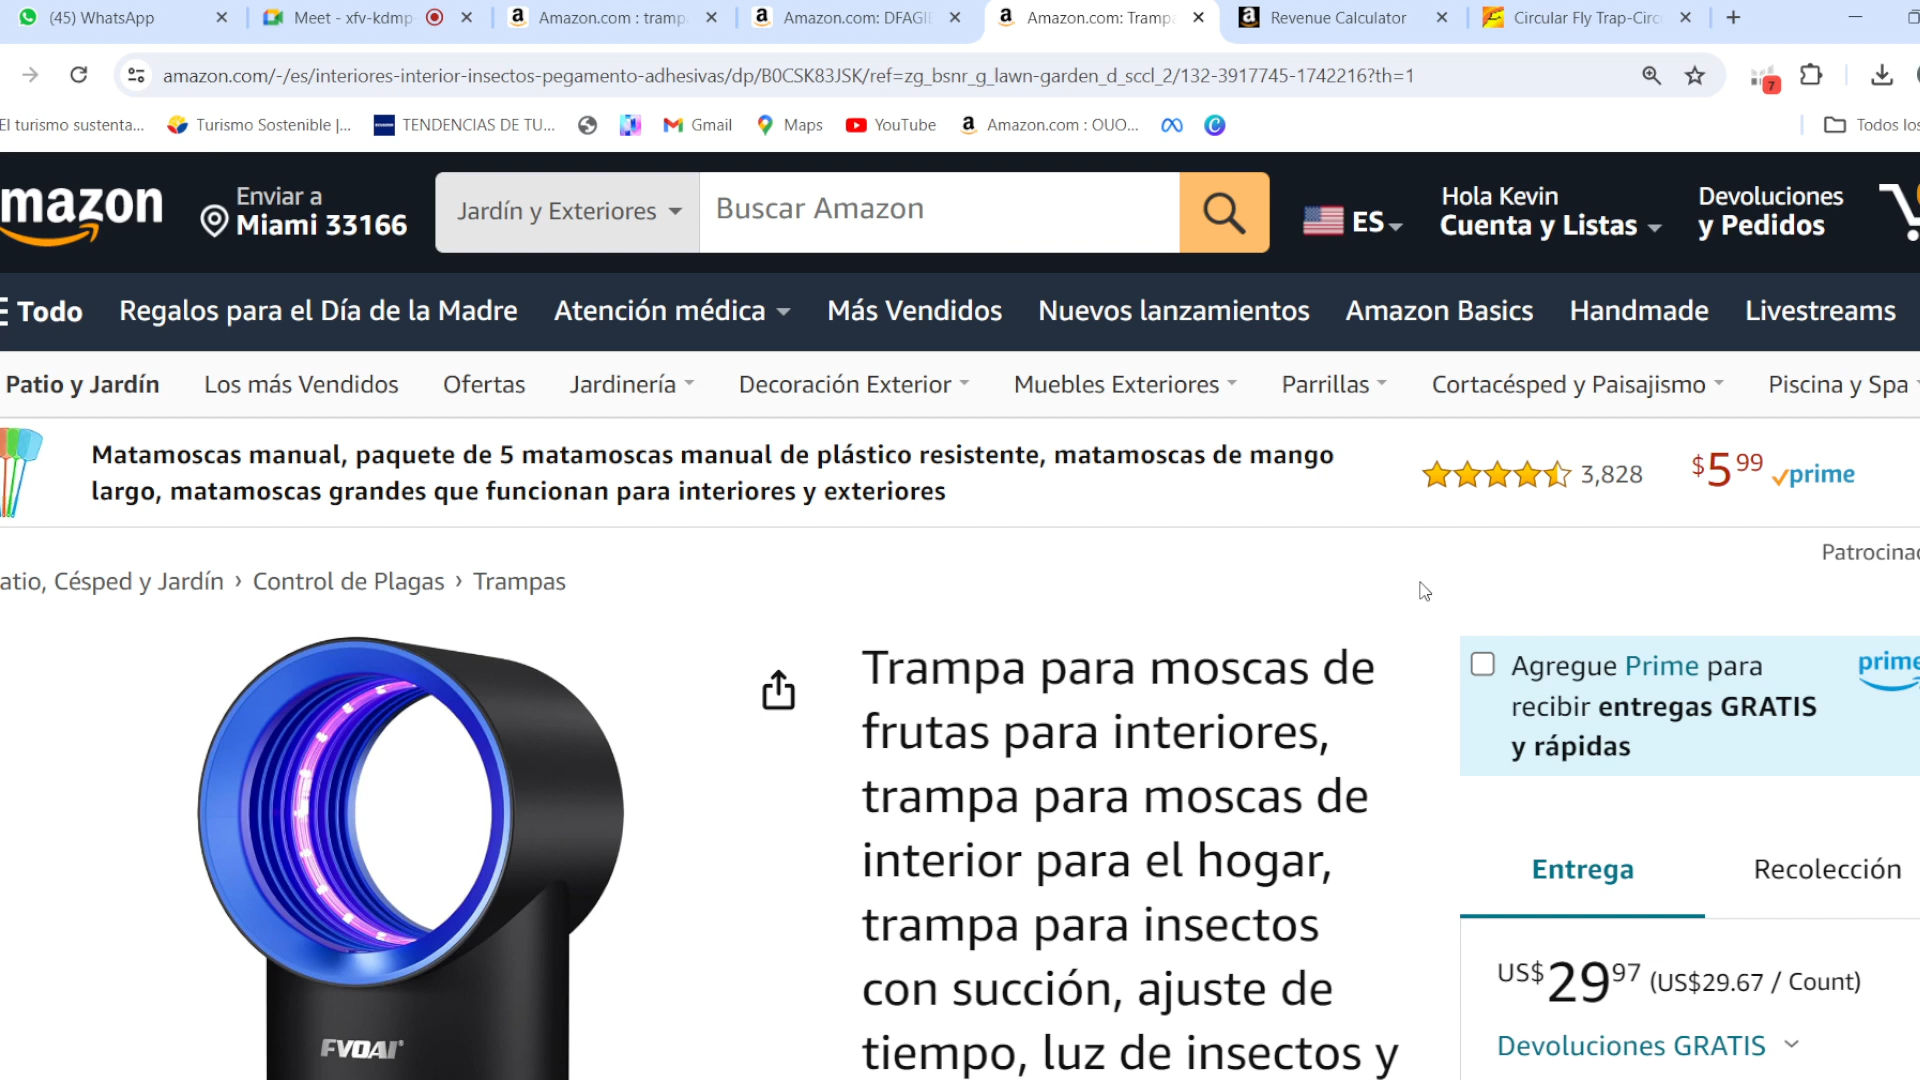 (45) WhatsApp
Meet - xfv-kdmp
Amazon.com : tramp
Amazon.com: DFAGI
Amazon.com: Trampa
Revenue Calculator
Circular Fly Trap-Circ
amazon.com/-/es/interiores-interior-insectos-pegamento-adhesivas/dp/B0CSK83JSK/ref=zg_bsnr_g_lawn-garden_d_sccl_2/132-3917745-1742216?th=1
7
El turismo sustenta...
Turismo Sostenible |...
TENDENCIAS DE TU...
Gmail
Maps
YouTube
Amazon.com : OUO...
Todos los
mazon
Enviar a
Miami 33166
Jardín y Exteriores
Buscar Amazon
ES
Hola Kevin
Cuenta y Listas
Devoluciones
y Pedidos
Todo
Regalos para el Día de la Madre
Atención médica
Más Vendidos
Nuevos lanzamientos
Amazon Basics
Handmade
Livestreams
Patio y Jardín
Los más Vendidos
Ofertas
Jardinería
Decoración Exterior
Muebles Exteriores
Parrillas
Cortacésped y Paisajismo
Piscina y Spa
Matamoscas manual, paquete de 5 matamoscas manual de plástico resistente, matamoscas de mango
largo, matamoscas grandes que funcionan para interiores y exteriores
3,828
$5 99
prime
Patrocinad
atio, Césped y Jardín › Control de Plagas › Trampas
FVOAI®
Trampa para moscas de
frutas para interiores,
trampa para moscas de
interior para el hogar,
trampa para insectos
con succión, ajuste de
tiempo, luz de insectos y
Agregue Prime para
recibir entregas GRATIS
y rápidas
prime
Entrega
Recolección
US$29 97 (US$29.67 / Count)
Devoluciones GRATIS